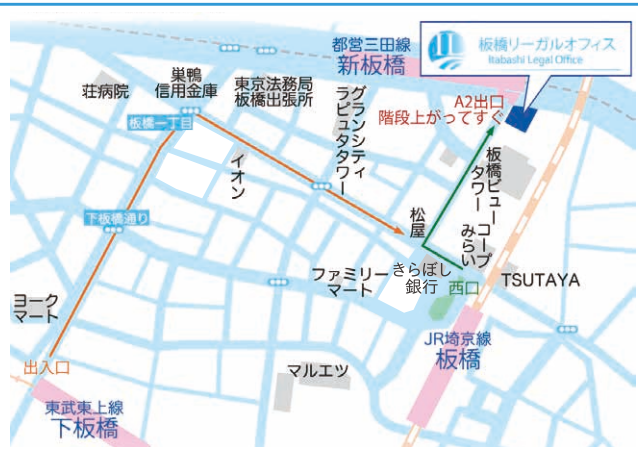 都営三田線
新板橋
板橋リーガルオフィス
Itabashi Legal Office
荘病院
巣鴨
信用金庫
東京法務局
板橋出張所
グランシティ
ラピュタタワー
A2出口
階段上がってすぐ
板橋一丁目
イオン
板橋ビュー
タワー
コープ
みらい
松屋
下板橋通り
ファミリー
マート
きらぼし
銀行
西口
TSUTAYA
ヨーク
マート
JR埼京線
板橋
出入口
マルエツ
東武東上線
下板橋